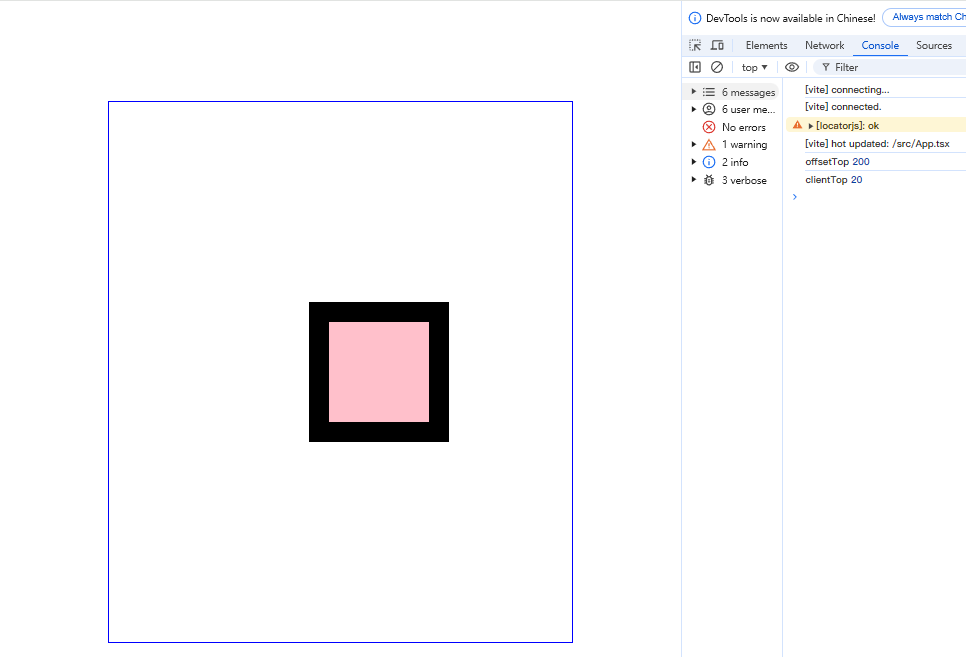 DevTools is now available in Chinese!
Always match Ch
Elements Network Console Sources
top Filter
6 messages
6 user me...
No errors
1 warning
2 info
3 verbose
[vite] connecting...
[vite] connected.
[locatorjs]: ok
[vite] hot updated: /src/App.tsx
offsetTop 200
clientTop 20